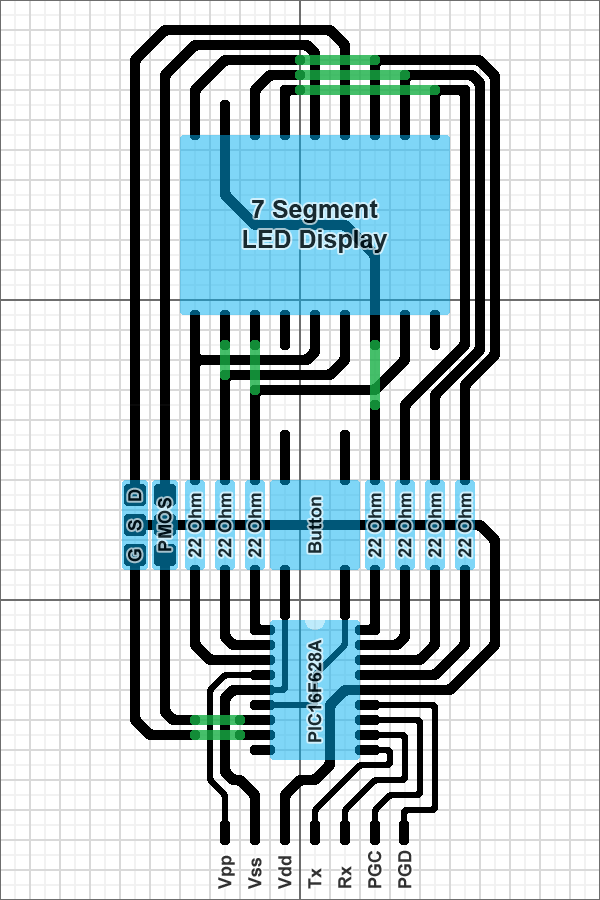 7 Segment
LED Display
G S D
PMOS
22 Ohm
22 Ohm
22 Ohm
Button
22 Ohm
22 Ohm
22 Ohm
22 Ohm
PIC16F628A
Vpp
Vss
Vdd
Tx
Rx
PGC
PGD